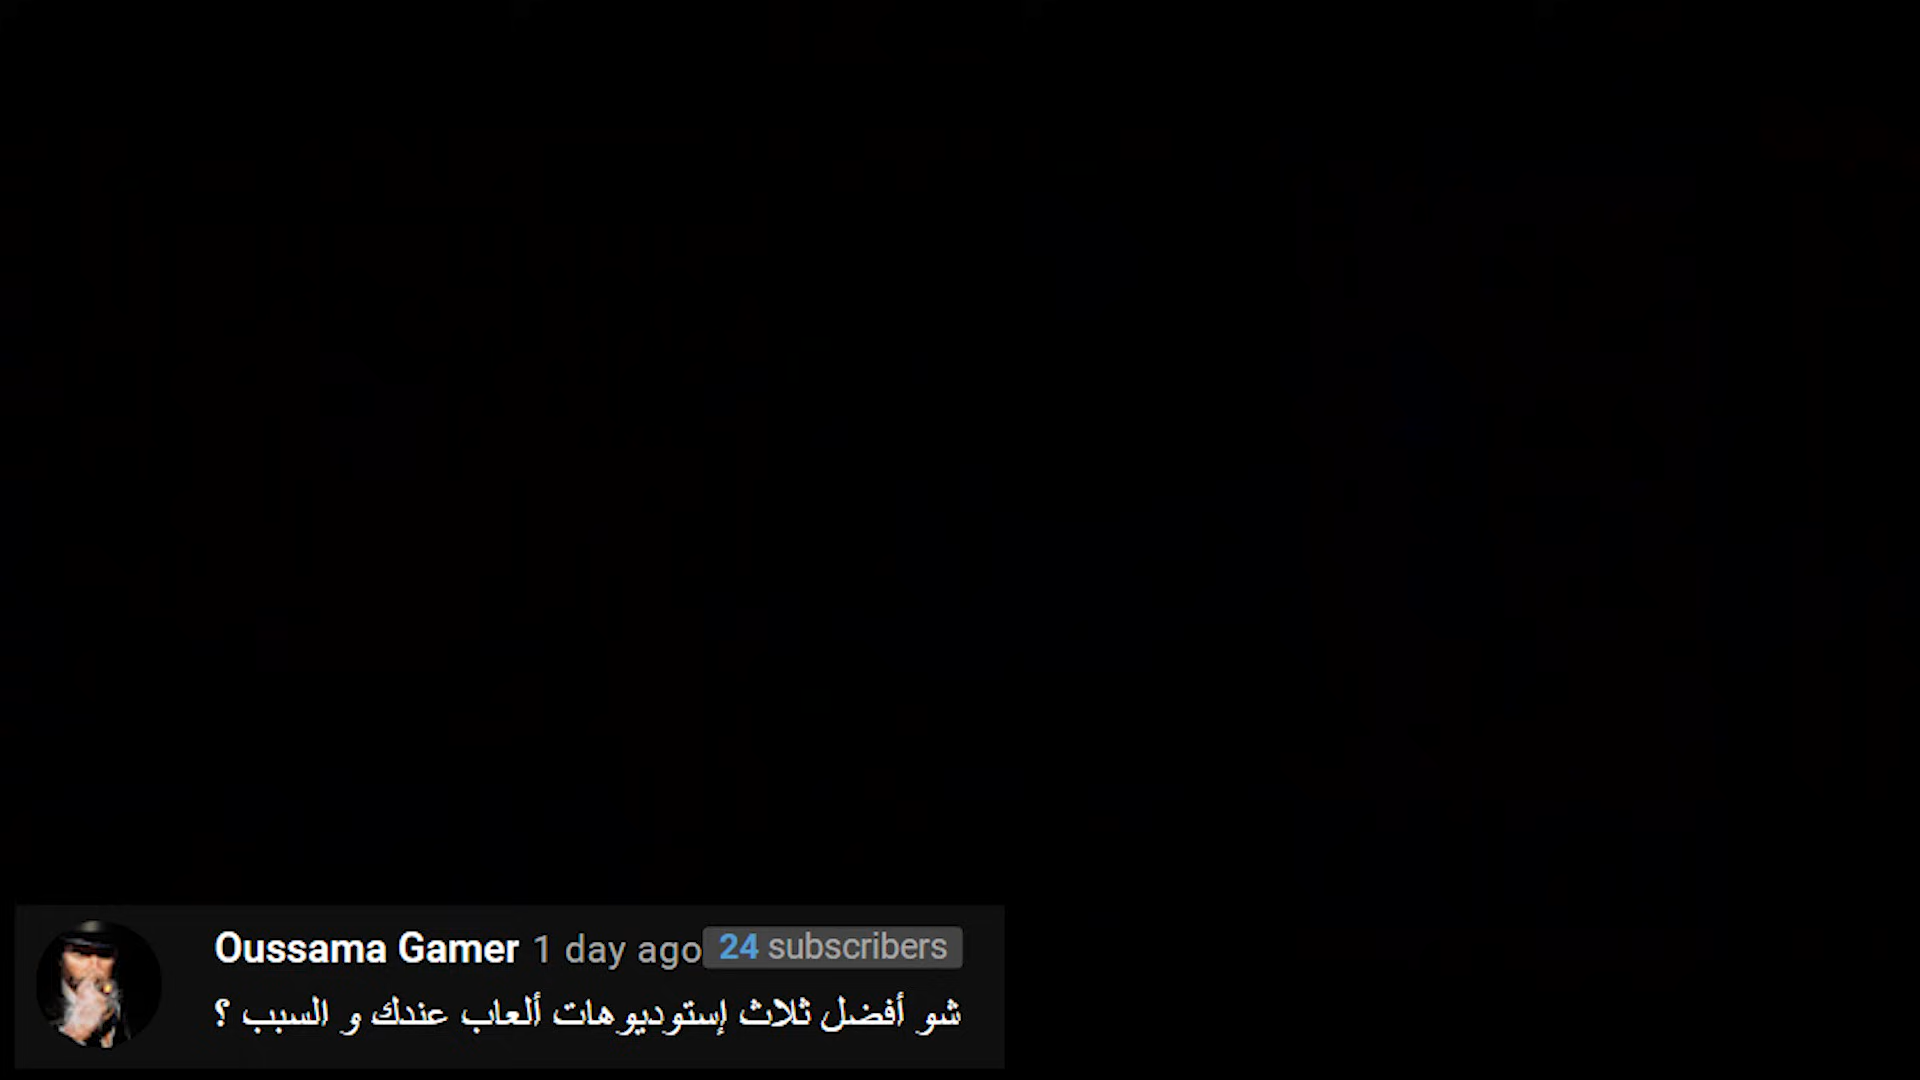 Oussama Gamer 1 day ago 24 subscribers
شو أفضل ثلاث إستوديوهات ألعاب عندك و السبب ؟